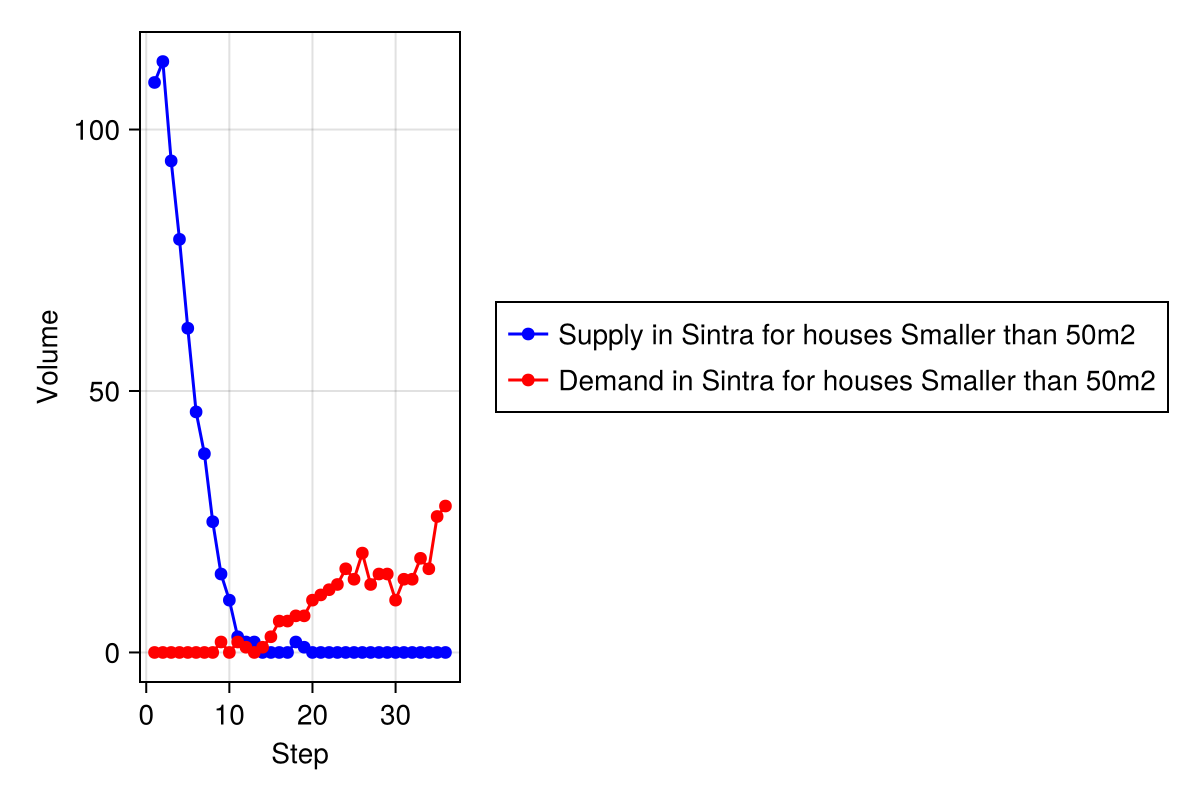 100
50
0
Volume
0 10 20 30
Step
Supply in Sintra for houses Smaller than 50m2
Demand in Sintra for houses Smaller than 50m2